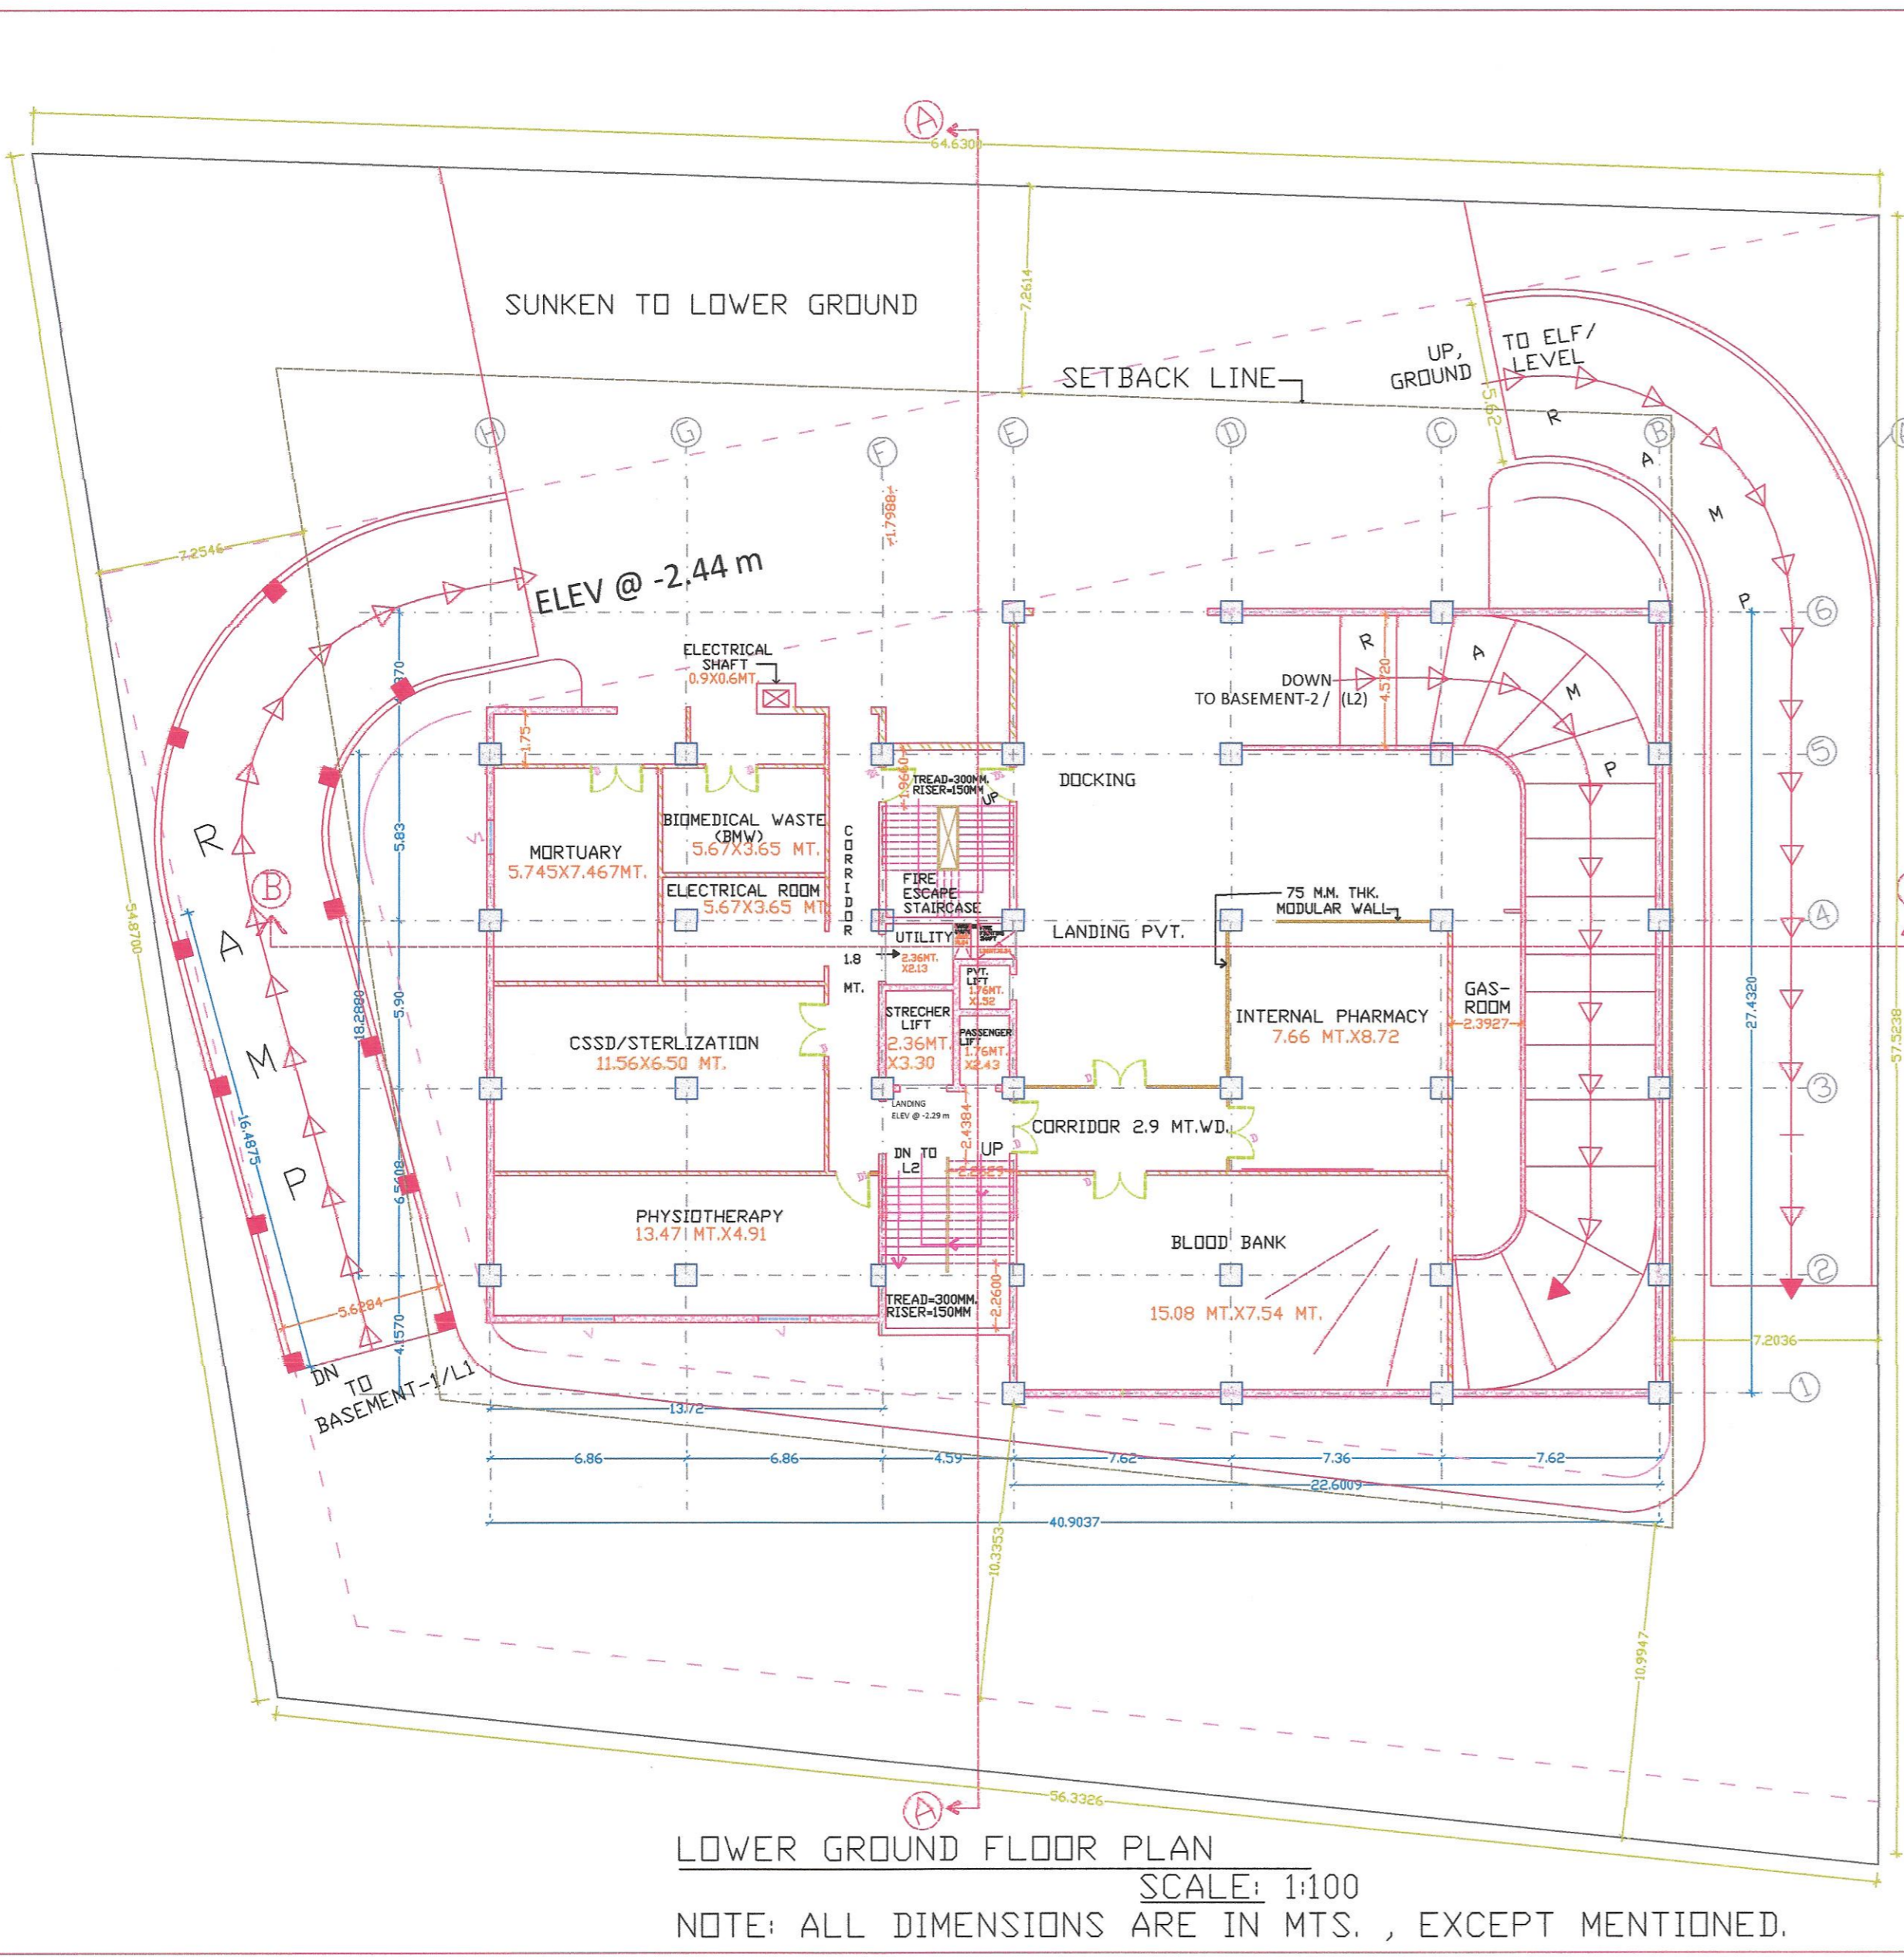 A
64.630
SUNKEN TO LOWER GROUND
7.2614
SETBACK LINE
UP,
GROUND
TO ELF/
LEVEL
5.62
R
A
M
P
H
G
F
E
D
C
B
1.7988
7.2546
ELEV @ -2.44 m
ELECTRICAL
SHAFT
0.9X0.6MT.
R
A
M
P
DOWN
TO BASEMENT-2 / (L2)
4.5720
6
5
4
3
2
1
1.75
1.9660
TREAD=300MM.
RISER=150MM
UP
DOCKING
MORTUARY
5.745X7.467MT.
BIOMEDICAL WASTE
(BMW)
5.67X3.65 MT.
ELECTRICAL ROOM
5.67X3.65 MT
CORRIDOR
1.8
MT.
FIRE
ESCAPE
STAIRCASE
UTILITY
2.36MT.
X2.13
PVT.
LIFT
1.76MT.
X1.52
STRECHER
LIFT
2.36MT.
X3.30
PASSENGER
LIFT
1.76MT.
X2.43
LANDING PVT.
75 M.M. THK.
MODULAR WALL
INTERNAL PHARMACY
7.66 MT.X8.72
GAS-
ROOM
2.3927
CSSD/STERLIZATION
11.56X6.50 MT.
LANDING
ELEV @ -2.29 m
2.4384
CORRIDOR 2.9 MT.WD.
DN TO
L2
UP
PHYSIOTHERAPY
13.471MT.X4.91
BLOOD BANK
15.08 MT.X7.54 MT.
TREAD=300MM.
RISER=150MM
2.2600
R
A
M
P
B
5.83
5.90
18.2880
6.5608
4.1570
16.4875
5.6284
54.8700
DN
TO
BASEMENT-1/L1
27.4320
57.5238
7.2036
13.72
6.86
6.86
4.59
7.62
7.36
7.62
22.6009
40.9037
10.3353
10.9947
56.3326
A
LOWER GROUND FLOOR PLAN
SCALE: 1:100
NOTE: ALL DIMENSIONS ARE IN MTS. , EXCEPT MENTIONED.